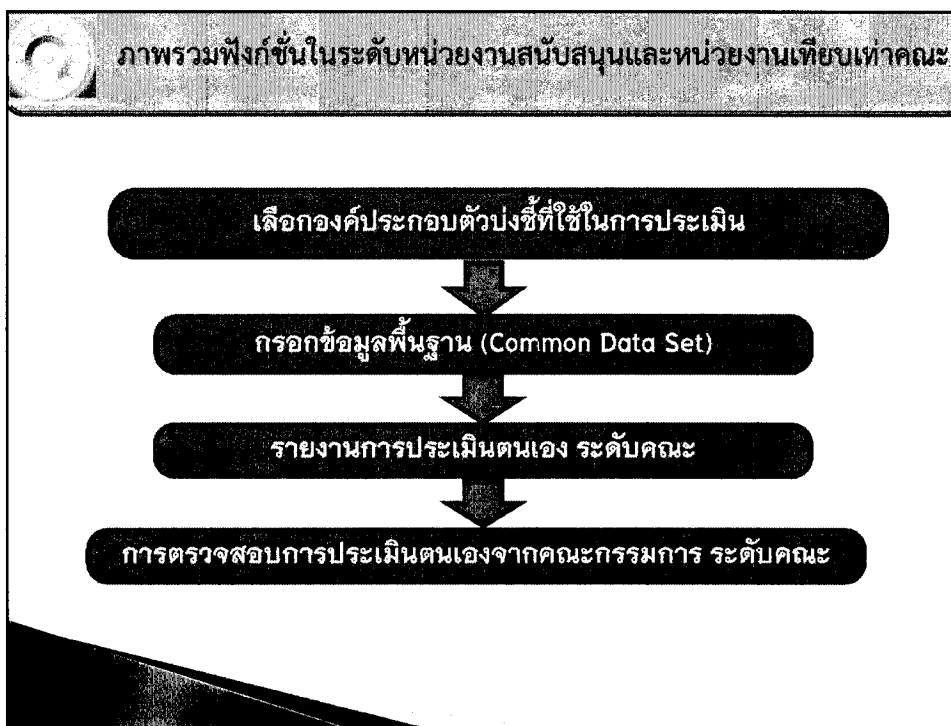 ภาพรวมฟังก์ชั่นในระดับหน่วยงานสนับสนุนและหน่วยงานเทียบเท่าคณะ
เลือกองค์ประกอบตัวบ่งชี้ที่ใช้ในการประเมิน
กรอกข้อมูลพื้นฐาน (Common Data Set)
รายงานการประเมินตนเอง ระดับคณะ
การตรวจสอบการประเมินตนเองจากคณะกรรมการ ระดับคณะ